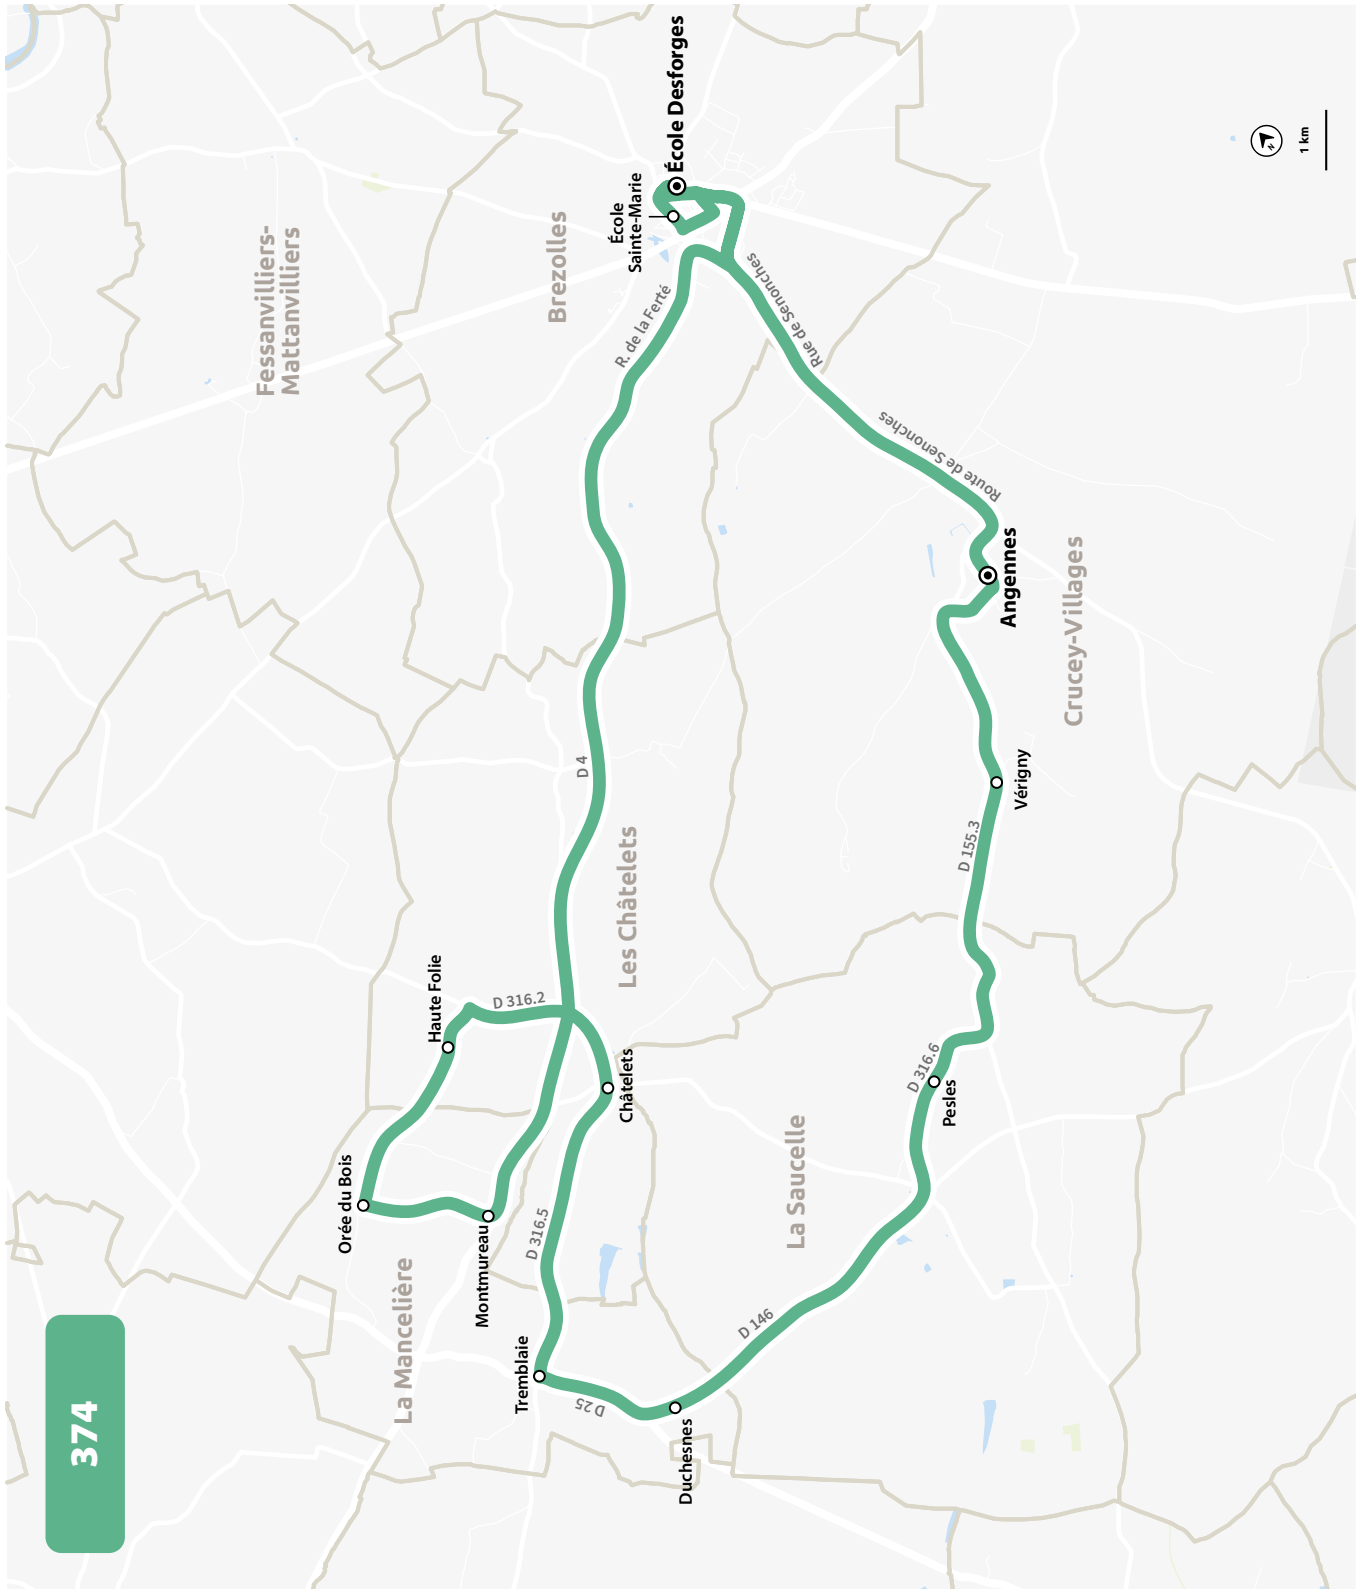 374
Fessanvilliers-
Mattanvilliers
Brezolles
École Desforges
École
Sainte-Marie
R. de la Ferté
Rue de Senonches
Route de Senonches
Angennes
Crucey-Villages
Vérigny
D 155.3
D 4
Les Châtelets
Haute Folie
D 316.2
Châtelets
Orée du Bois
Montmureau
D 316.5
La Mancelière
Tremblaie
D 25
Duchesnes
D 146
La Saucelle
D 316.6
Pesles
N
1 km